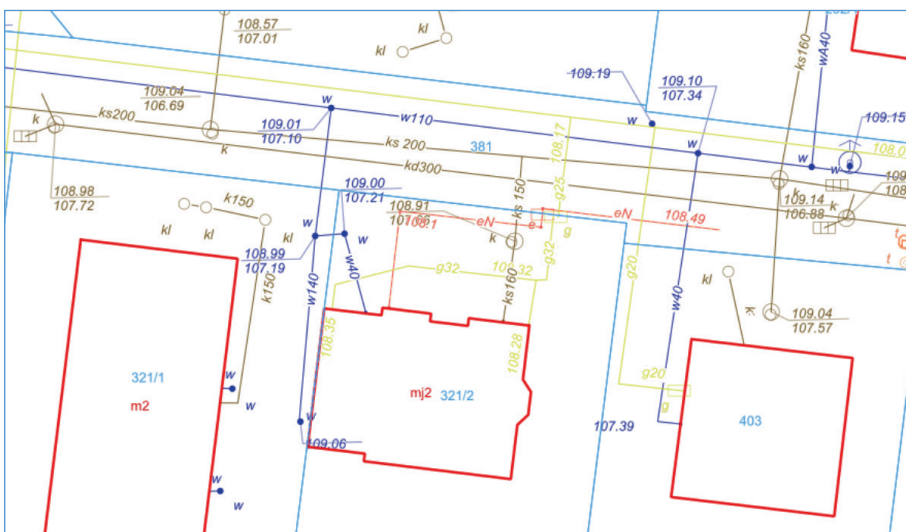 108.57
107.01
kl
kl
ks160
wA40
109.19
109.10
107.34
109.04
106.69
k
ks200
109.01
107.10
w
w110
108.17
w
w
w
w
109.15
108.0
k
ks 200
381
kd300
108.98
107.72
k150
109.00
107.21
108.91
ks 150
g25
k
109.14
106.88
k
kl
kl
kl
w
eN
k
e
eN
g
108.49
t
t
108.99
107.19
k150
w140
w40
g32
ks160
g32
g20
w40
kl
k
109.04
107.57
108.35
108.28
321/1
m2
w
w
mj2
321/2
g20
g
w
109.06
107.39
403
w
w